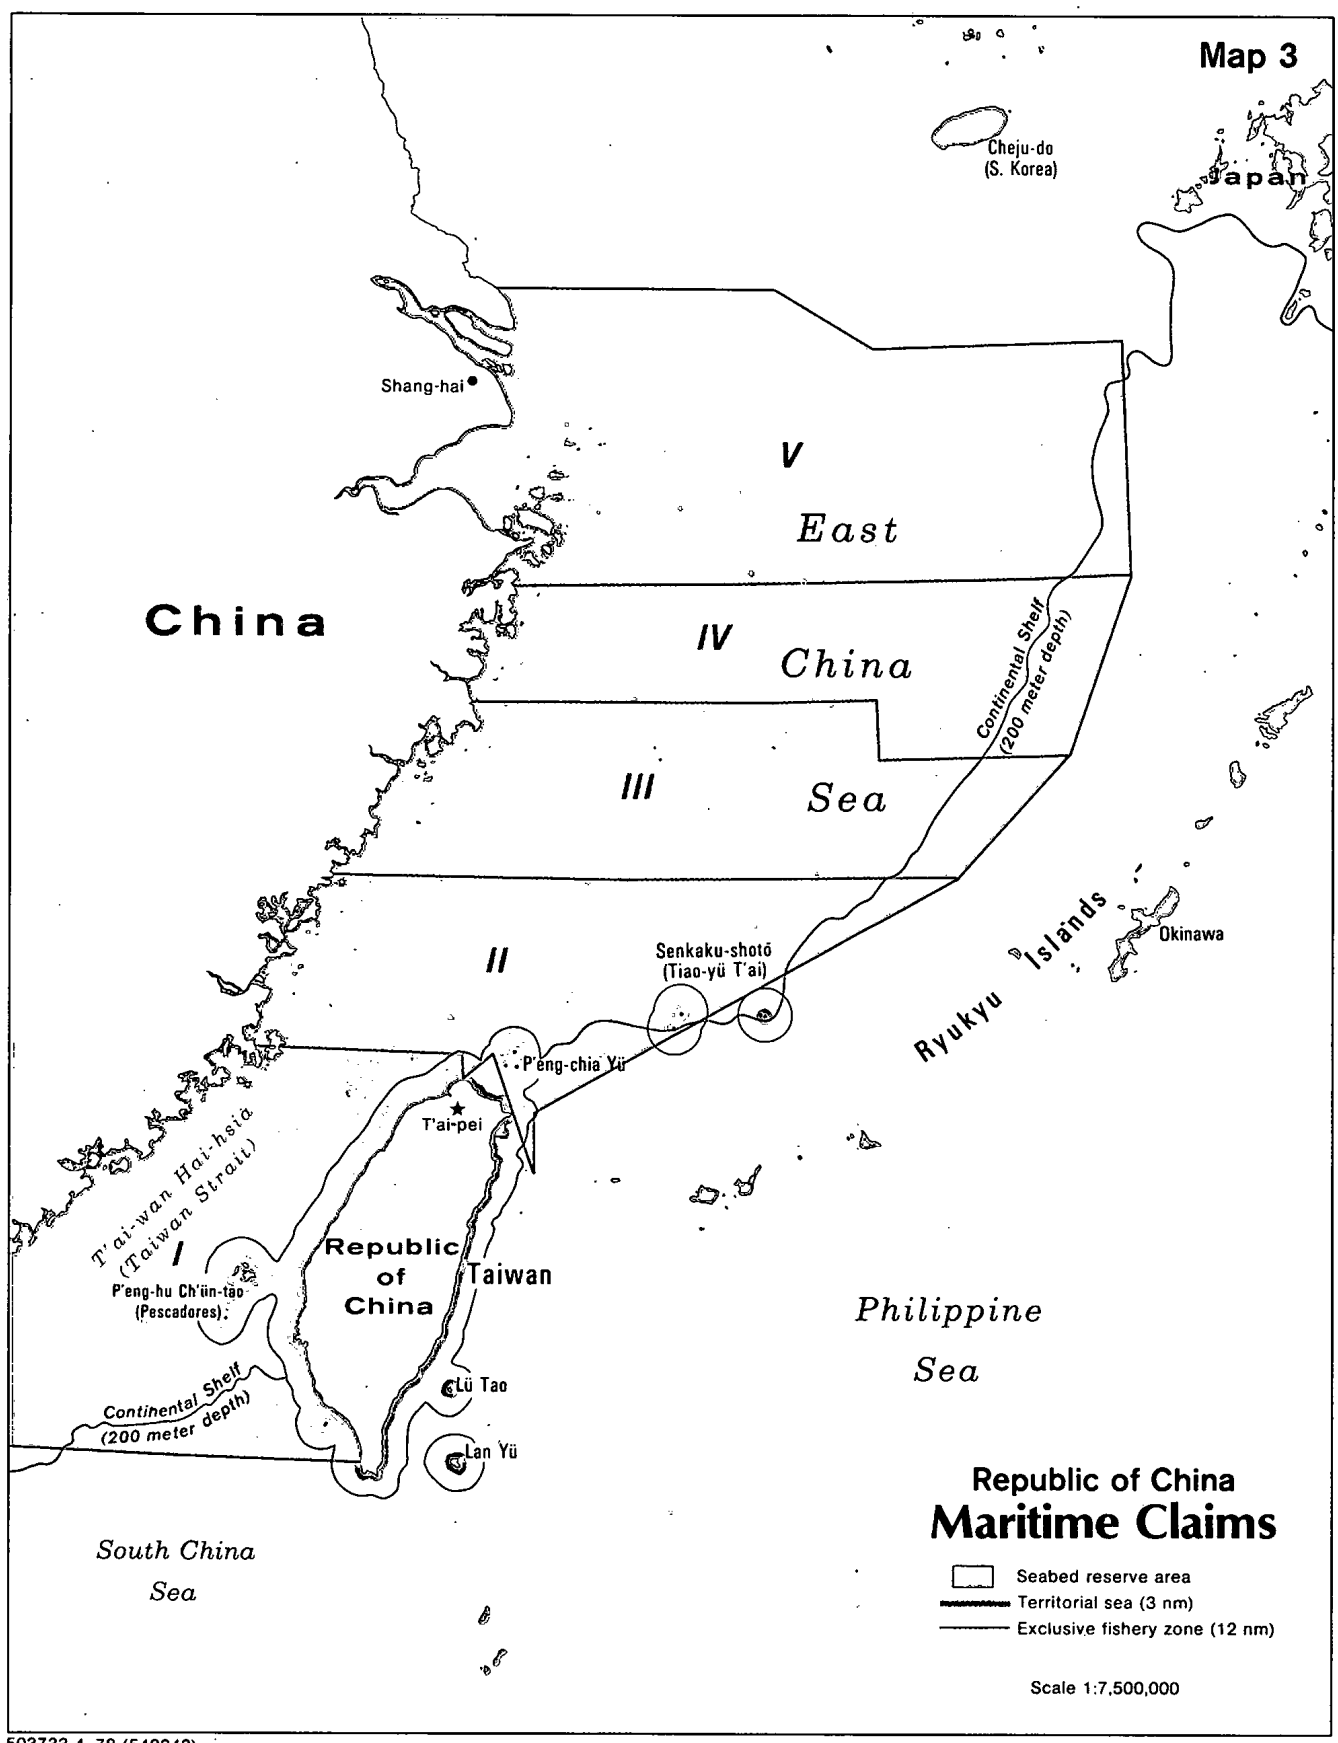 Map 3
Cheju-do
(S. Korea)
Japan
Shang-hai
V
East
China
IV
China
Continental Shelf
(200 meter depth)
III
Sea
Senkaku-shotō
(Tiao-yü T'ai)
Okinawa
Ryukyu Islands
II
P'eng-chia Yü
T'ai-pei
T'ai-wan Hai-hsia
(Taiwan Strait)
I
Republic
of
China
Taiwan
P'eng-hu Ch'ün-tao
(Pescadores)
Philippine
Sea
Continental Shelf
(200 meter depth)
Lü Tao
Lan Yü
South China
Sea
Republic of China
Maritime Claims
Seabed reserve area
Territorial sea (3 nm)
Exclusive fishery zone (12 nm)
Scale 1:7,500,000